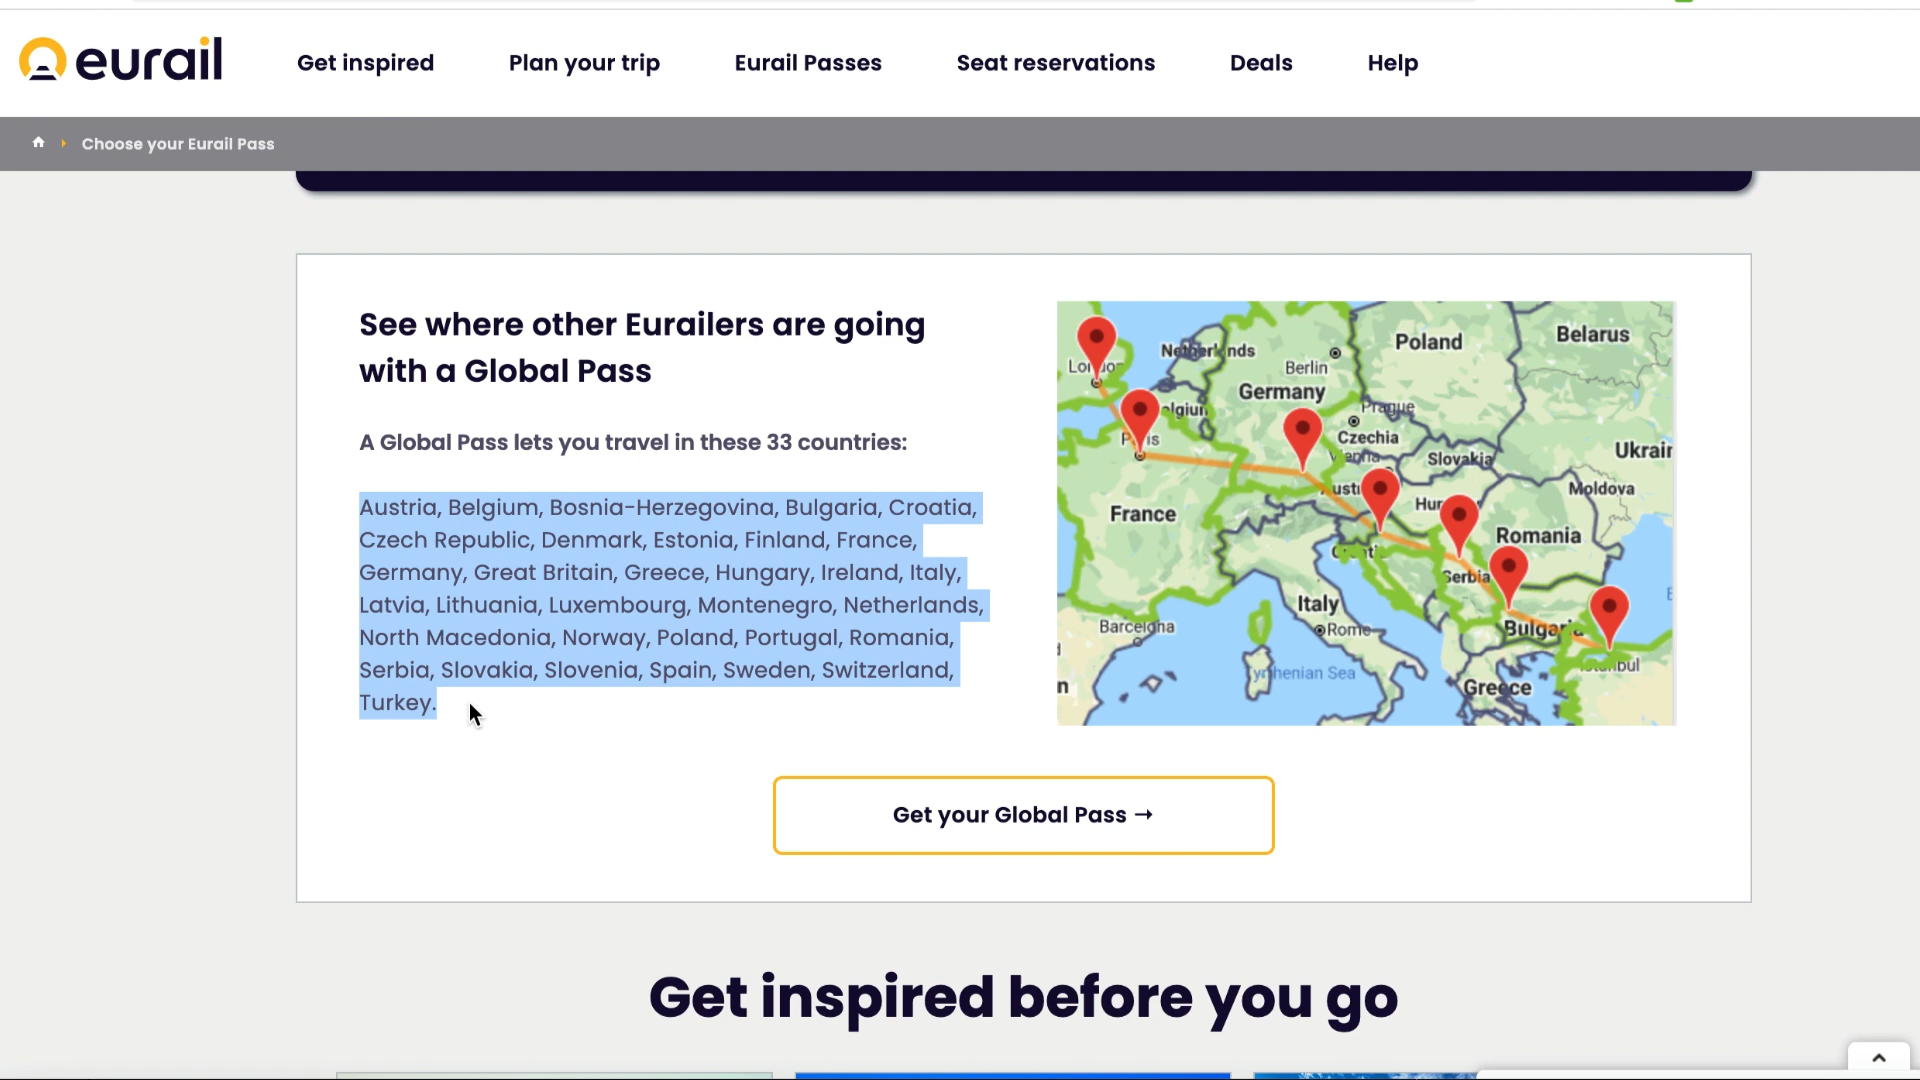 eurail
Get inspired
Plan your trip
Eurail Passes
Seat reservations
Deals
Help
Choose your Eurail Pass
See where other Eurailers are going
with a Global Pass
A Global Pass lets you travel in these 33 countries:
Austria, Belgium, Bosnia-Herzegovina, Bulgaria, Croatia,
Czech Republic, Denmark, Estonia, Finland, France,
Germany, Great Britain, Greece, Hungary, Ireland, Italy,
Latvia, Lithuania, Luxembourg, Montenegro, Netherlands,
North Macedonia, Norway, Poland, Portugal, Romania,
Serbia, Slovakia, Slovenia, Spain, Sweden, Switzerland,
Turkey.
Belarus
Poland
Berlin
Germany
Prague
Czechia
Slovakia
Moldova
France
Romania
Serbia
Italy
Barcelona
Rome
Greece
Get your Global Pass →
Get inspired before you go